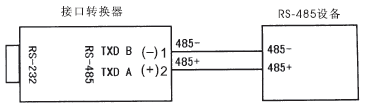 接口转换器
RS-485设备
RS-232
RS-485
TXD B (−) 1
TXD A (+) 2
485-
485+
485-
485+